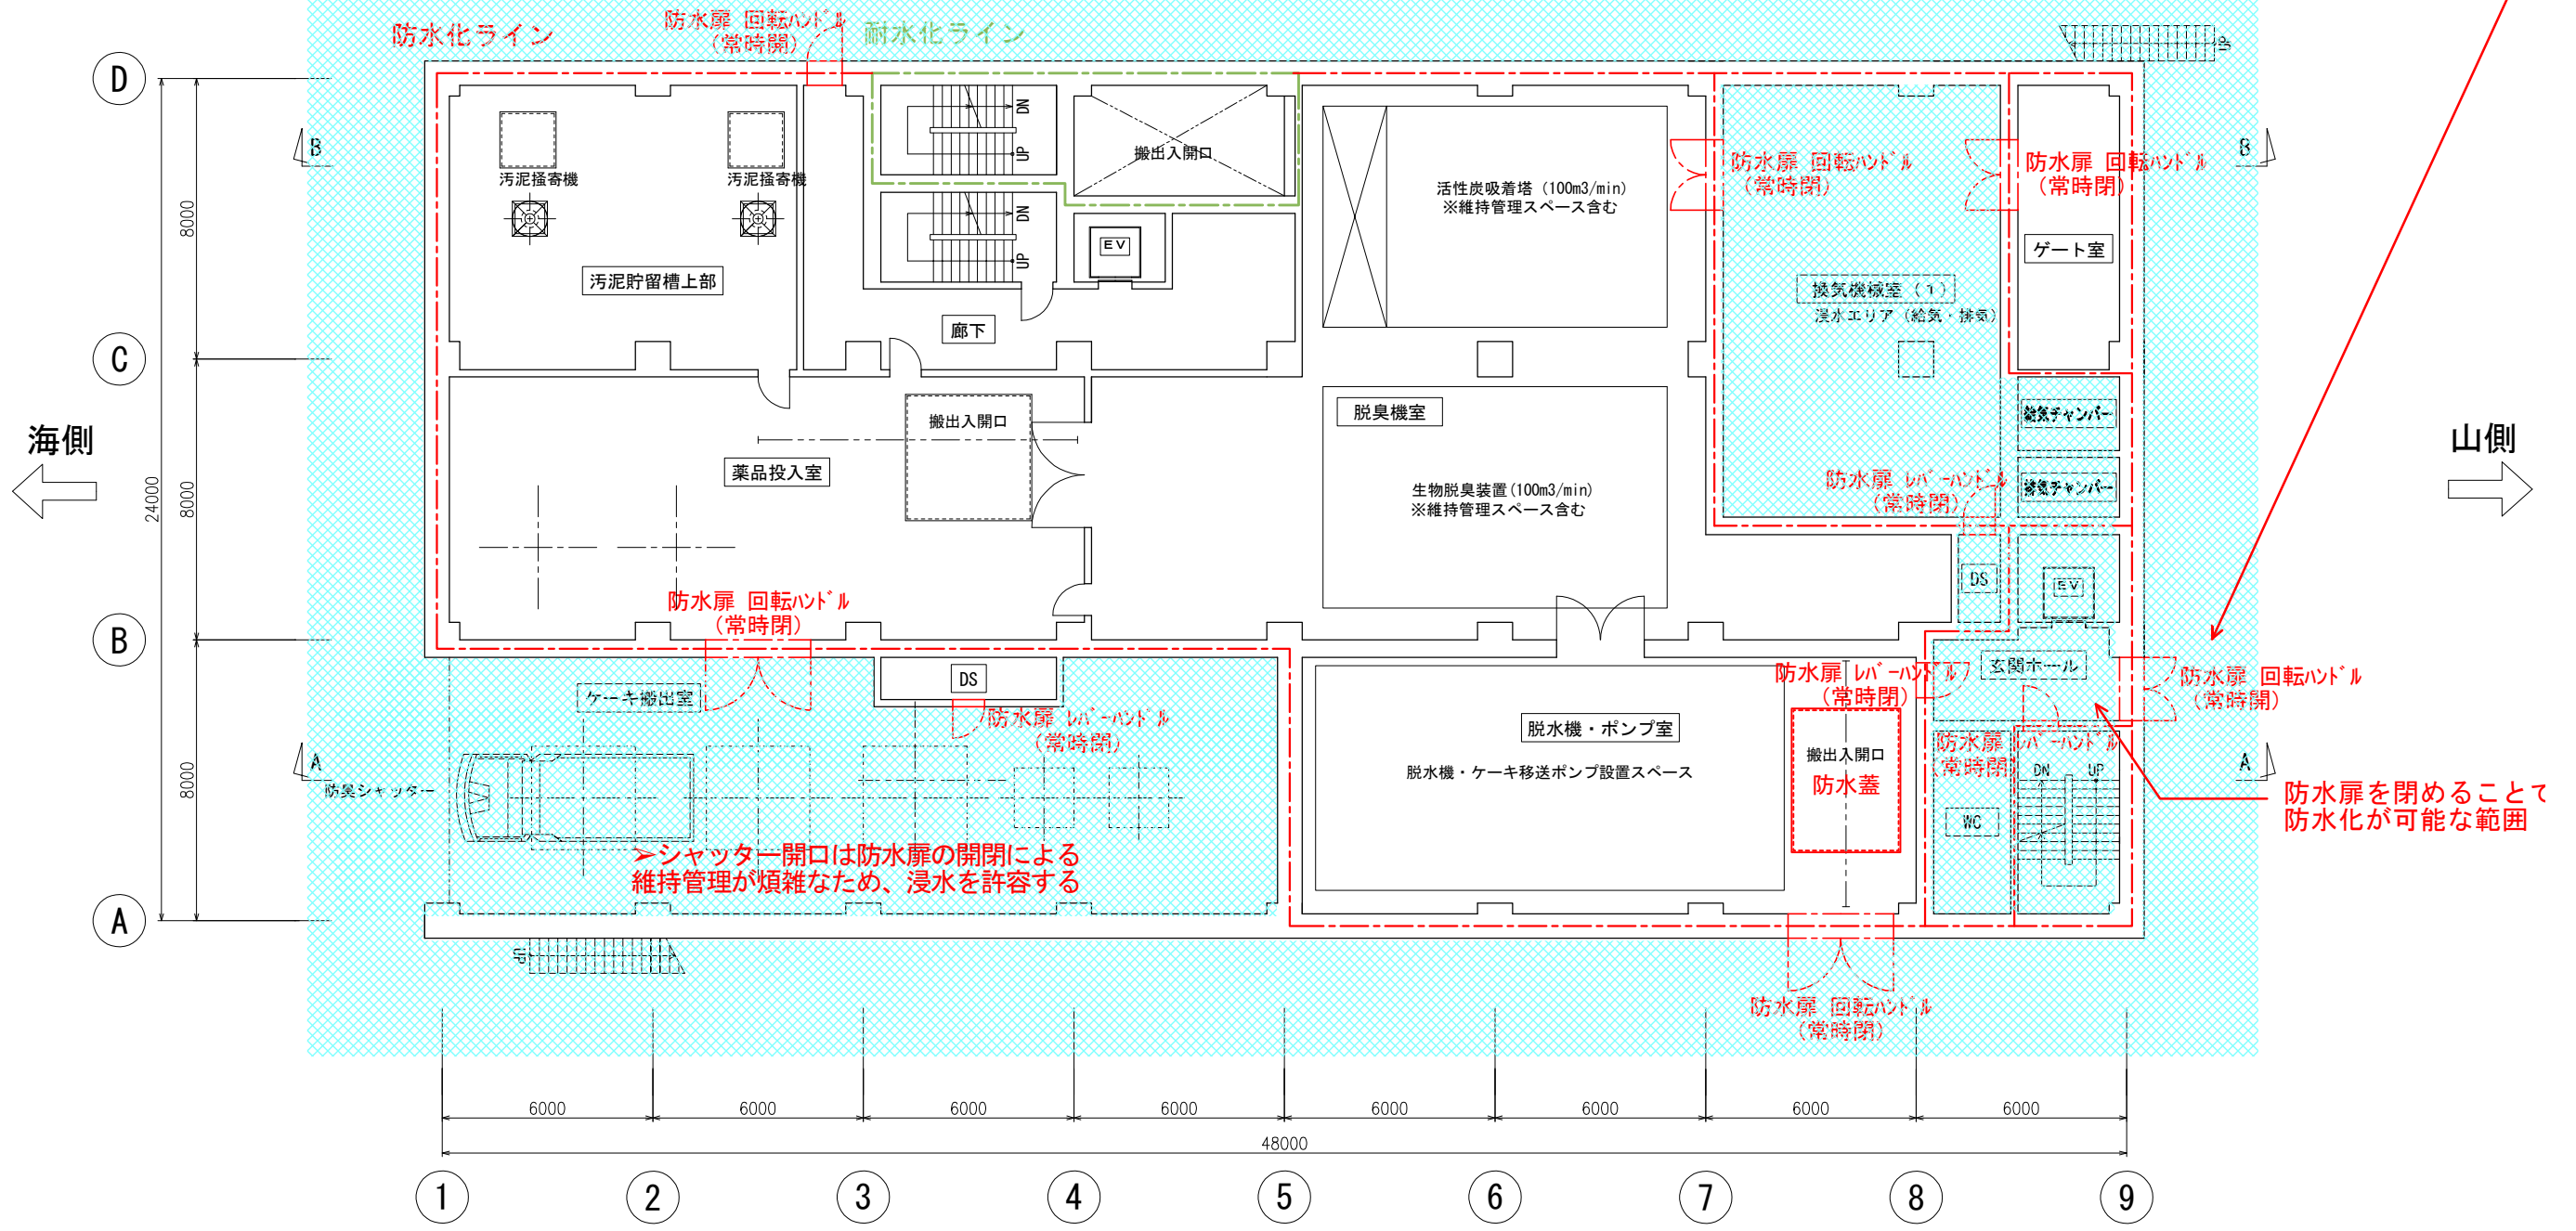 防水化ライン
防水扉 回転ハンドル
(常時開)
耐水化ライン
UP
D
B
B
DN
UP
搬出入開口
汚泥掻寄機
汚泥掻寄機
活性炭吸着塔 (100m3/min)
※維持管理スペース含む
防水扉 回転ハンドル
(常時閉)
防水扉 回転ハンドル
(常時閉)
8000
DN
UP
EV
ゲート室
汚泥貯留槽上部
換気機械室(1)
浸水エリア (給気・排気)
廊下
C
海側
搬出入開口
脱臭機室
給気チャンバー
山側
薬品投入室
防水扉 レバーハンドル
(常時閉)
排気チャンバー
24000
8000
生物脱臭装置(100m3/min)
※維持管理スペース含む
DS
EV
防水扉 回転ハンドル
(常時閉)
B
DS
ケーキ搬出室
防水扉 レバーハンドル
(常時閉)
玄関ホール
防水扉 回転ハンドル
(常時開)
防水扉 レバーハンドル
(常時閉)
脱水機・ポンプ室
防水扉 レバーハンドル
(常時閉)
A
A
防臭シャッター
8000
脱水機・ケーキ移送ポンプ設置スペース
搬出入開口
防水蓋
DN
UP
WC
防水扉を閉めることで
防水化が可能な範囲
➢シャッター開口は防水扉の開閉による
維持管理が煩雑なため、浸水を許容する
A
UP
防水扉 回転ハンドル
(常時閉)
6000
6000
6000
6000
6000
6000
6000
6000
48000
1
2
3
4
5
6
7
8
9